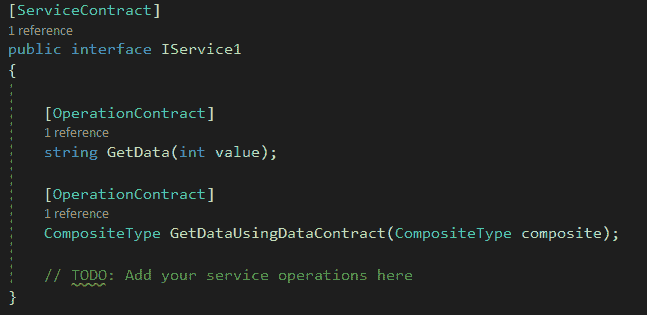 [ServiceContract]
1 reference
public interface IService1
{
[OperationContract]
1 reference
string GetData(int value);
[OperationContract]
1 reference
CompositeType GetDataUsingDataContract(CompositeType composite);
// TODO: Add your service operations here
}